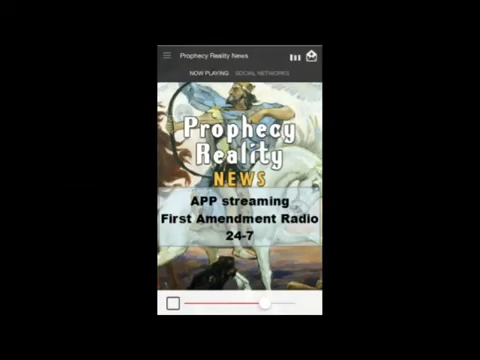 Prophecy Reality News
NOW PLAYING SOCIAL NETWORKS
Prophecy
Reality
NEWS
APP streaming
First Amendment Radio
24-7